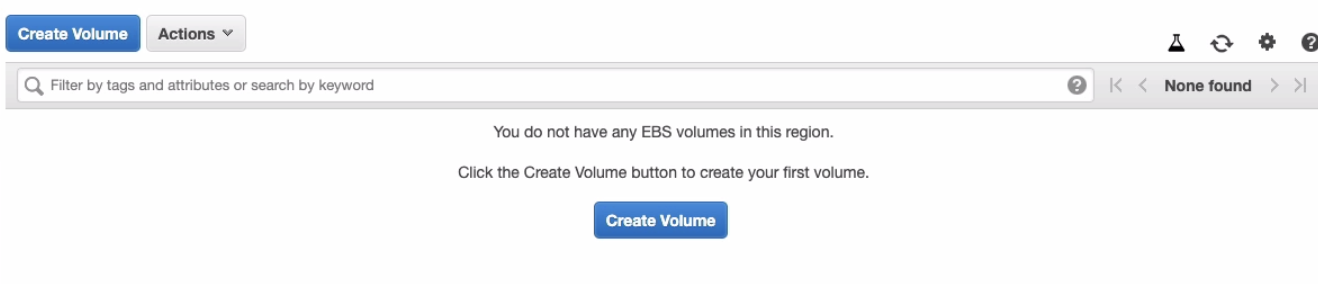 Create Volume Actions
Filter by tags and attributes or search by keyword None found
You do not have any EBS volumes in this region.
Click the Create Volume button to create your first volume.
Create Volume